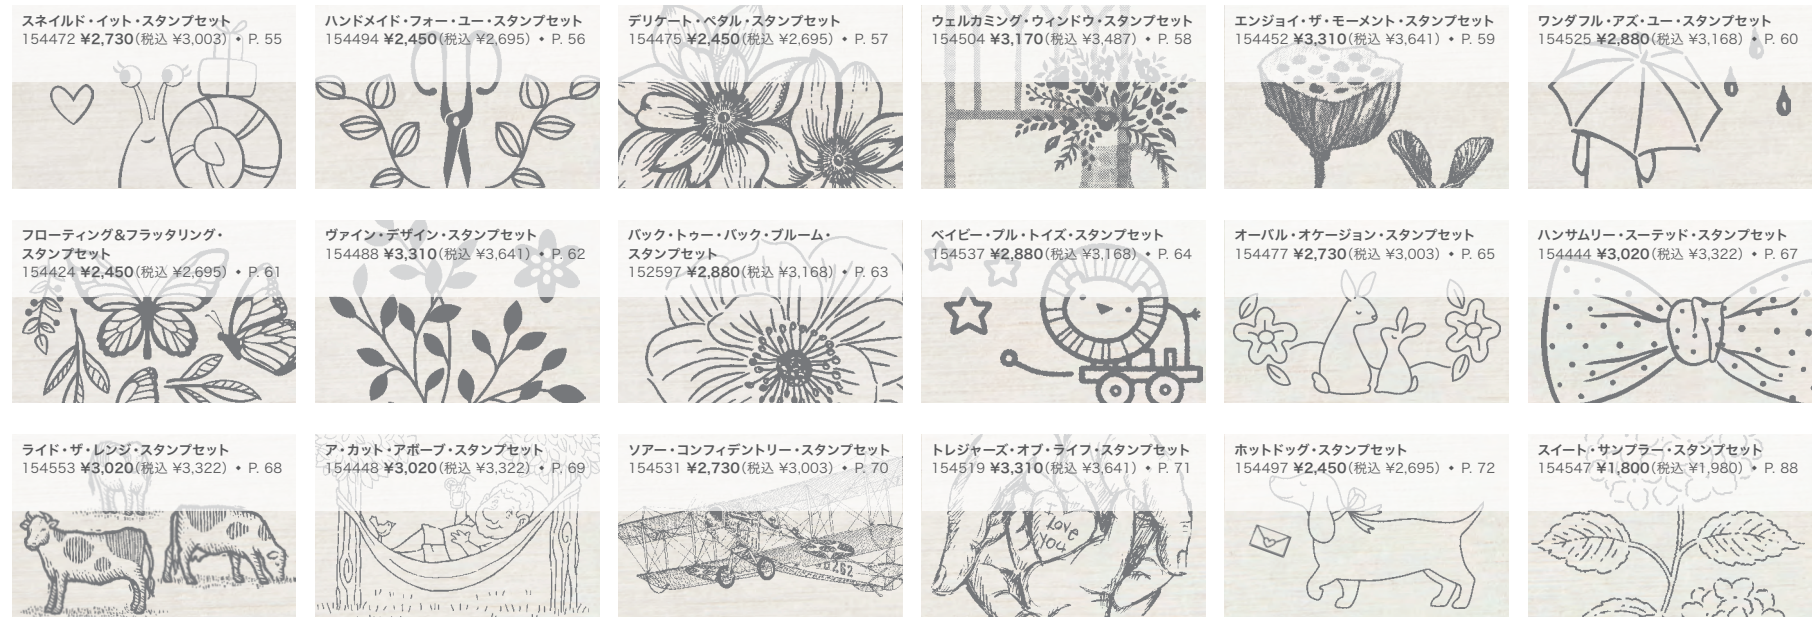 スネイルド・イット・スタンプセット
154472 ¥2,730(税込 ¥3,003) ◆ P. 55
ハンドメイド・フォー・ユー・スタンプセット
154494 ¥2,450(税込 ¥2,695) ◆ P. 56
デリケート・ペタル・スタンプセット
154475 ¥2,450(税込 ¥2,695) ◆ P. 57
ウェルカミング・ウィンドウ・スタンプセット
154504 ¥3,170(税込 ¥3,487) ◆ P. 58
エンジョイ・ザ・モーメント・スタンプセット
154452 ¥3,310(税込 ¥3,641) ◆ P. 59
ワンダフル・アズ・ユー・スタンプセット
154525 ¥2,880(税込 ¥3,168) ◆ P. 60
フローティング&フラッタリング・
スタンプセット
154424 ¥2,450(税込 ¥2,695) ◆ P. 61
ヴァイン・デザイン・スタンプセット
154488 ¥3,310(税込 ¥3,641) ◆ P. 62
バック・トゥー・バック・ブルーム・
スタンプセット
152597 ¥2,880(税込 ¥3,168) ◆ P. 63
ベイビー・プル・トイズ・スタンプセット
154537 ¥2,880(税込 ¥3,168) ◆ P. 64
オーバル・オケージョン・スタンプセット
154477 ¥2,730(税込 ¥3,003) ◆ P. 65
ハンサムリー・スーテッド・スタンプセット
154444 ¥3,020(税込 ¥3,322) ◆ P. 67
ライド・ザ・レンジ・スタンプセット
154553 ¥3,020(税込 ¥3,322) ◆ P. 68
ア・カット・アボーブ・スタンプセット
154448 ¥3,020(税込 ¥3,322) ◆ P. 69
ソアー・コンフィデントリー・スタンプセット
154531 ¥2,730(税込 ¥3,003) ◆ P. 70
262
トレジャーズ・オブ・ライフ・スタンプセット
154519 ¥3,310(税込 ¥3,641) ◆ P. 71
love
you
ホットドッグ・スタンプセット
154497 ¥2,450(税込 ¥2,695) ◆ P. 72
スイート・サンプラー・スタンプセット
154547 ¥1,800(税込 ¥1,980) ◆ P. 88